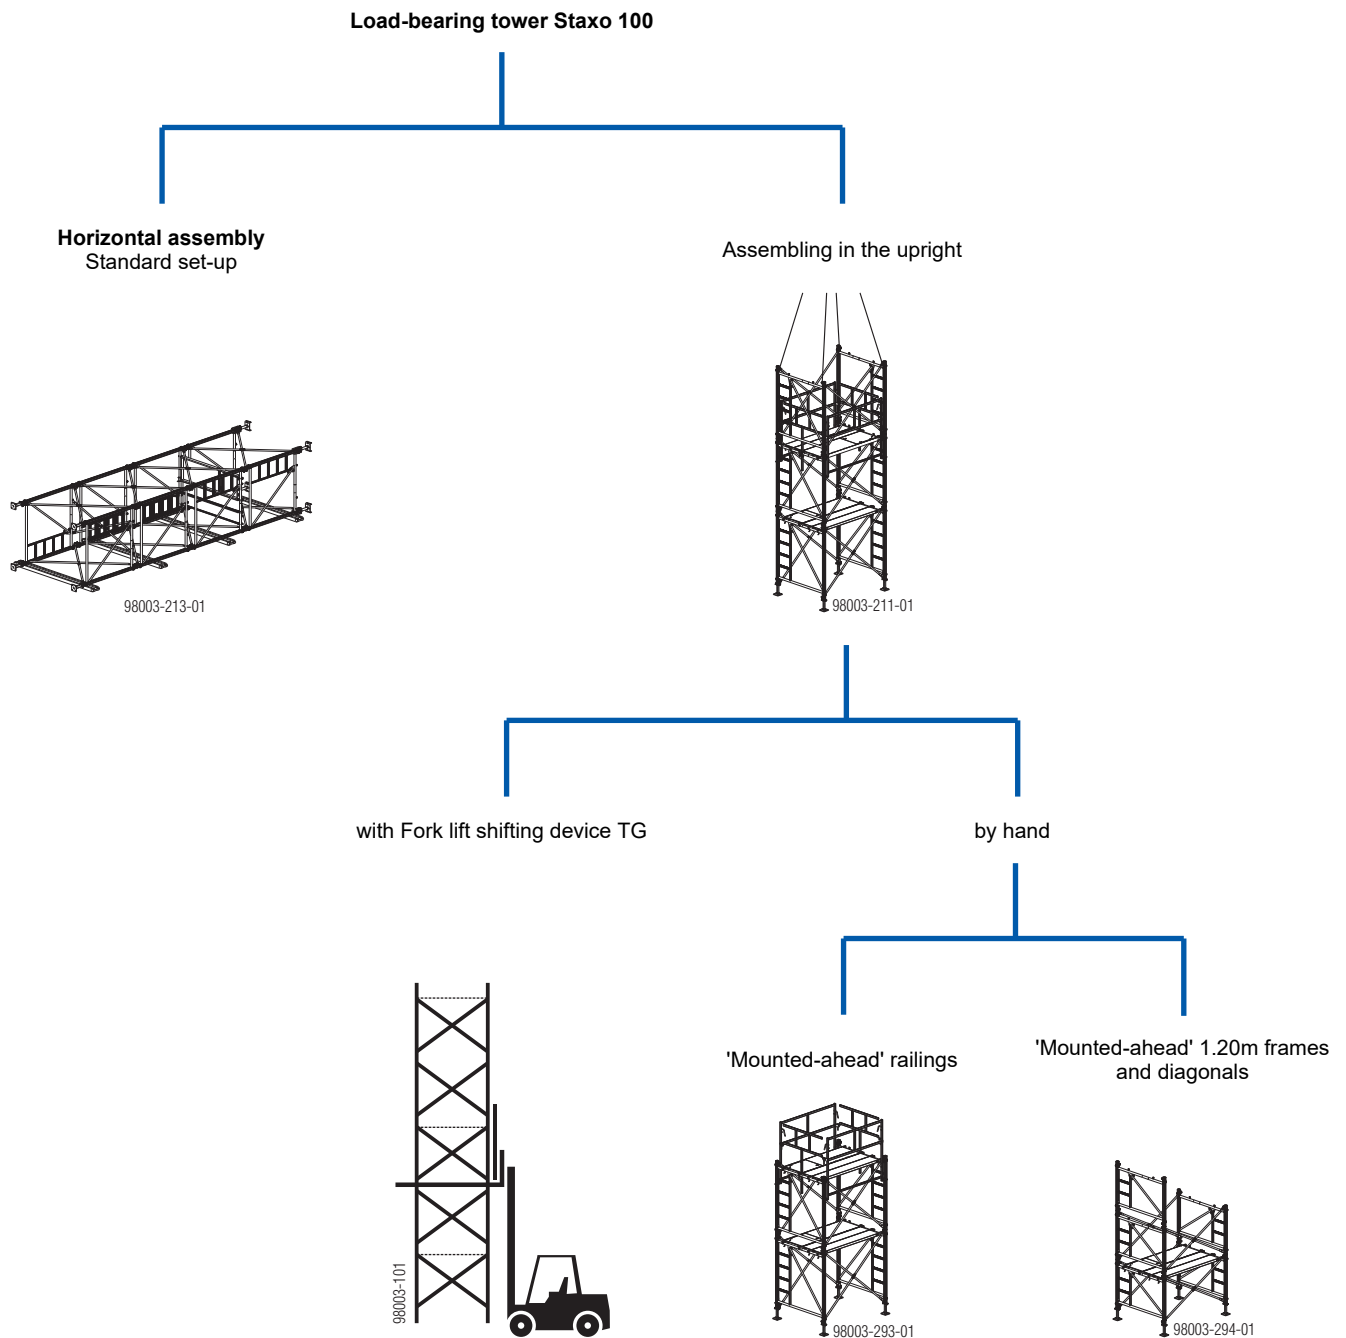 Load-bearing tower Staxo 100
Horizontal assembly
Standard set-up
Assembling in the upright
98003-213-01
98003-211-01
with Fork lift shifting device TG
by hand
'Mounted-ahead' railings
'Mounted-ahead' 1.20m frames
and diagonals
98003-101
98003-293-01
98003-294-01